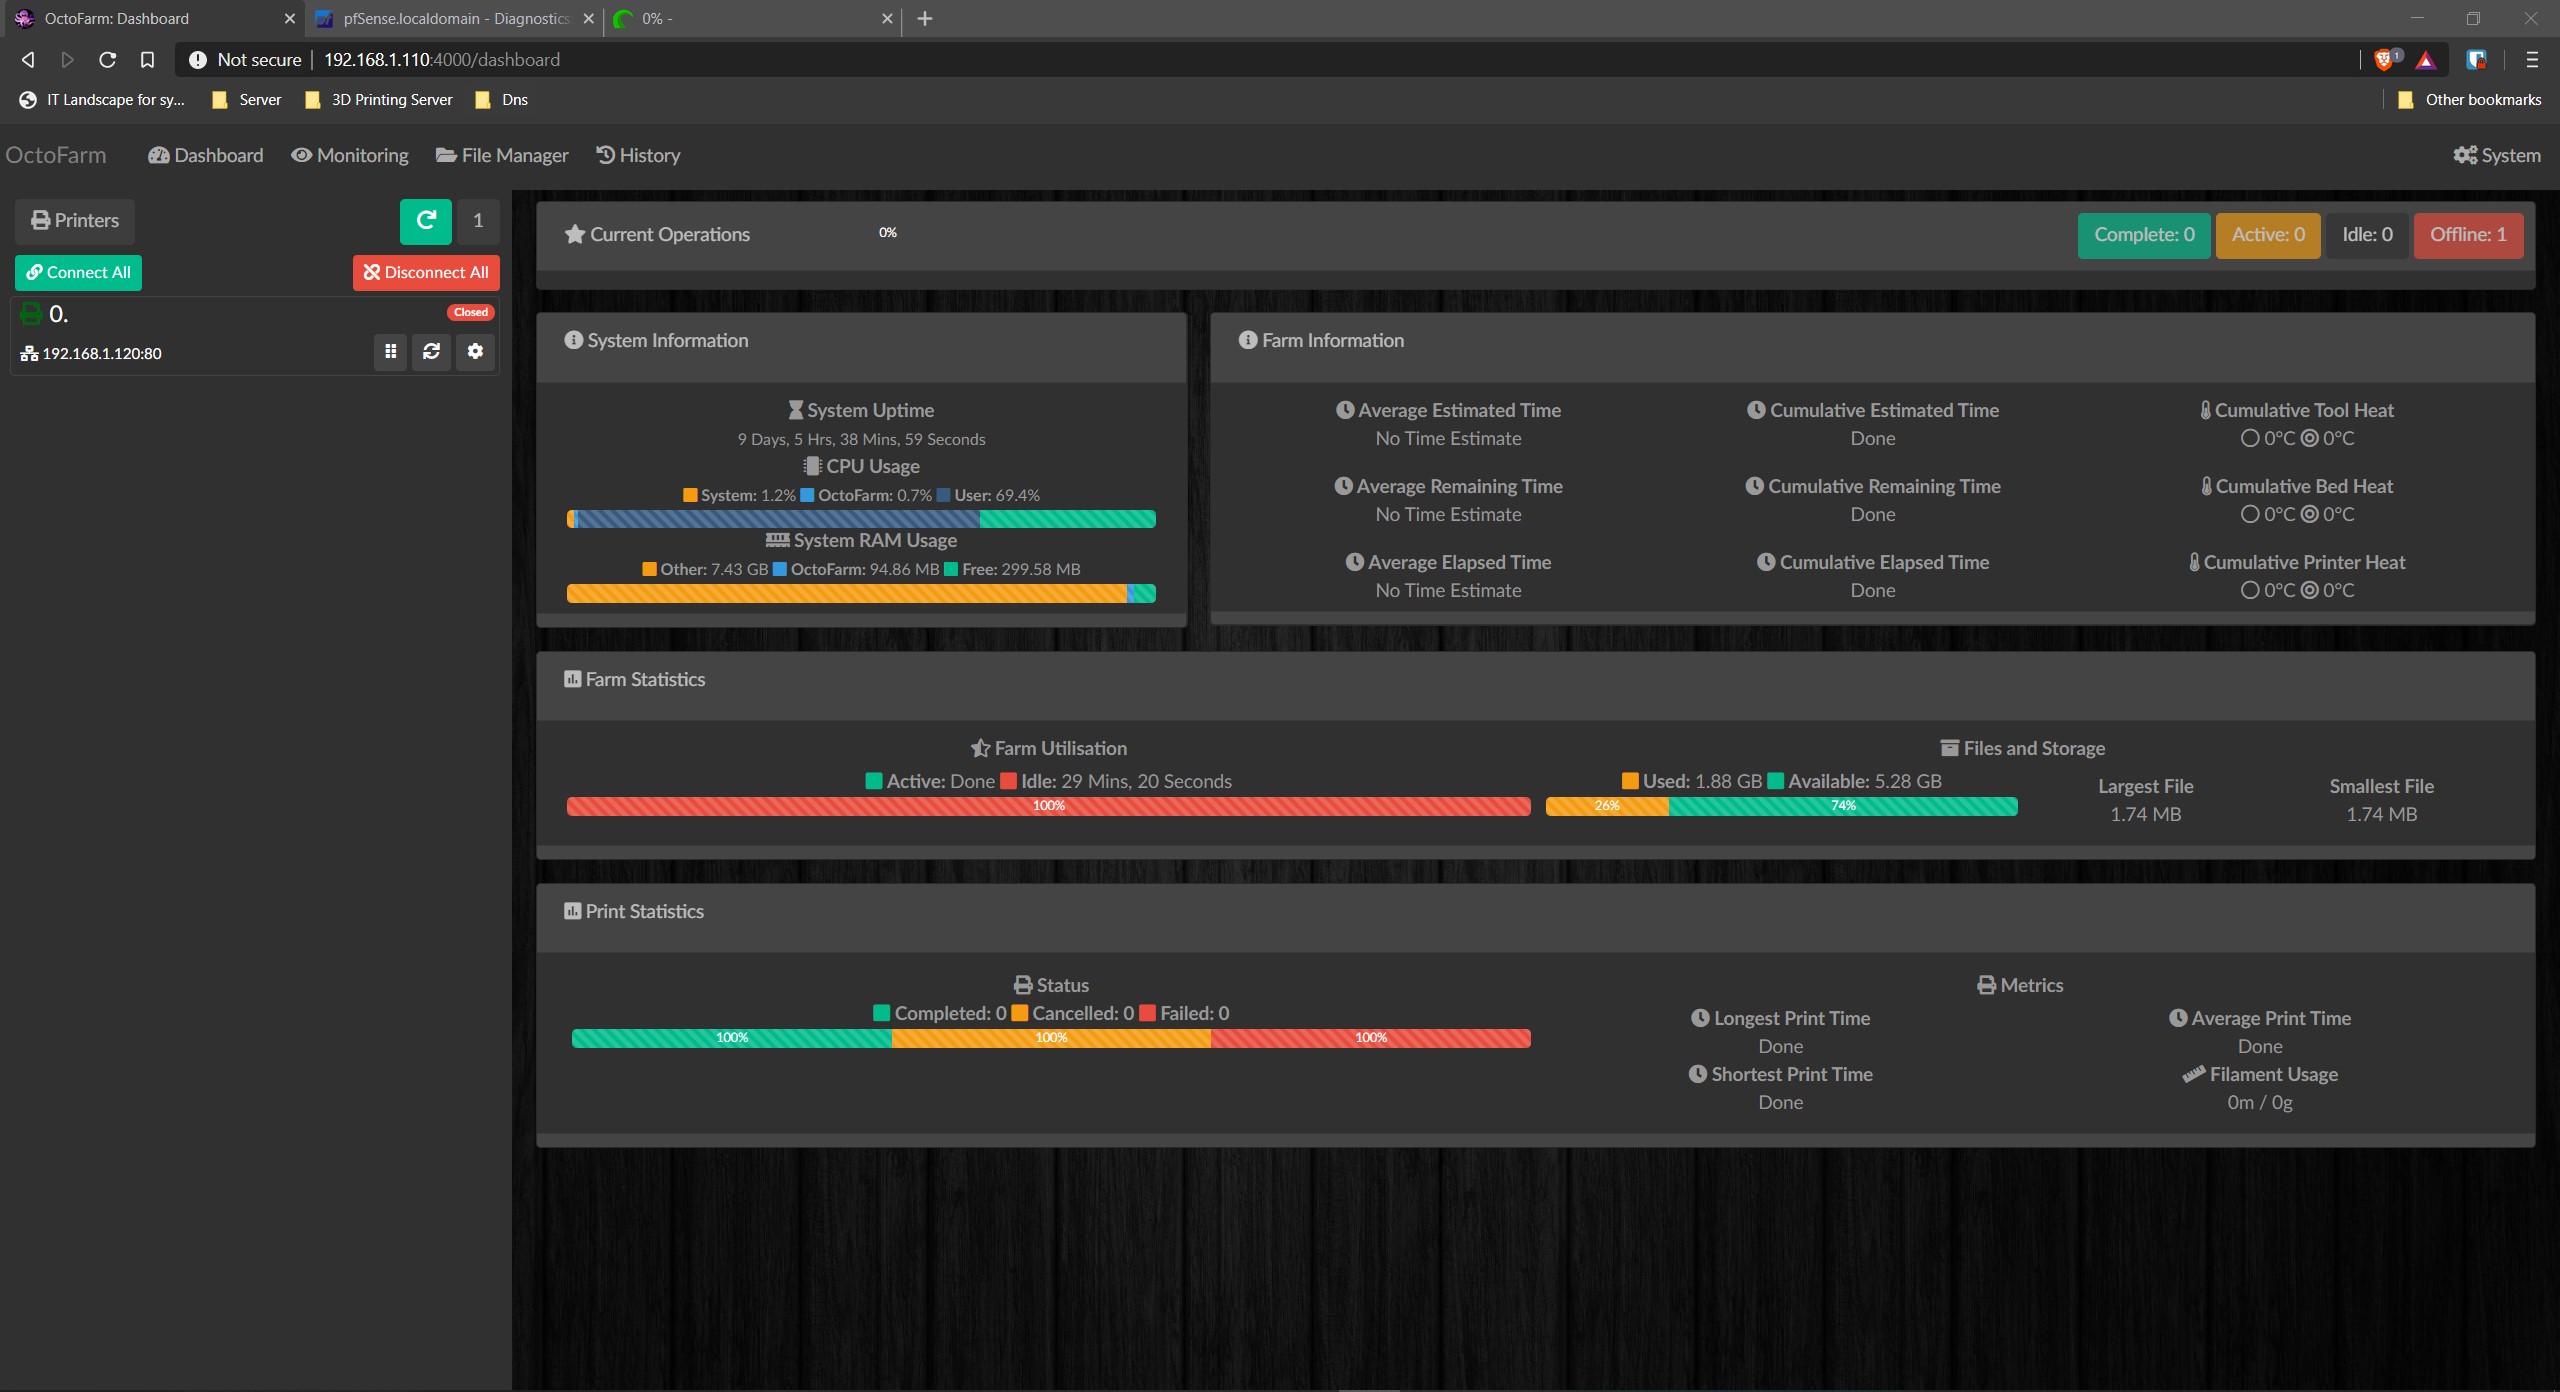 OctoFarm: Dashboard
pfSense.localdomain - Diagnostics
0% -
Not secure 192.168.1.110:4000/dashboard
IT Landscape for sy... Server 3D Printing Server Dns Other bookmarks
OctoFarm Dashboard Monitoring File Manager History System
Printers 1
Connect All Disconnect All
0. Closed
192.168.1.120:80
Current Operations 0% Complete: 0 Active: 0 Idle: 0 Offline: 1
System Information
System Uptime
9 Days, 5 Hrs, 38 Mins, 59 Seconds
CPU Usage
System: 1.2% OctoFarm: 0.7% User: 69.4%
System RAM Usage
Other: 7.43 GB OctoFarm: 94.86 MB Free: 299.58 MB
Farm Information
Average Estimated Time Cumulative Estimated Time Cumulative Tool Heat
No Time Estimate Done 0°C 0°C
Average Remaining Time Cumulative Remaining Time Cumulative Bed Heat
No Time Estimate Done 0°C 0°C
Average Elapsed Time Cumulative Elapsed Time Cumulative Printer Heat
No Time Estimate Done 0°C 0°C
Farm Statistics
Farm Utilisation
Active: Done Idle: 29 Mins, 20 Seconds
100%
Files and Storage
Used: 1.88 GB Available: 5.28 GB
26% 74%
Largest File Smallest File
1.74 MB 1.74 MB
Print Statistics
Status
Completed: 0 Cancelled: 0 Failed: 0
100% 100% 100%
Metrics
Longest Print Time Average Print Time
Done Done
Shortest Print Time Filament Usage
Done 0m / 0g